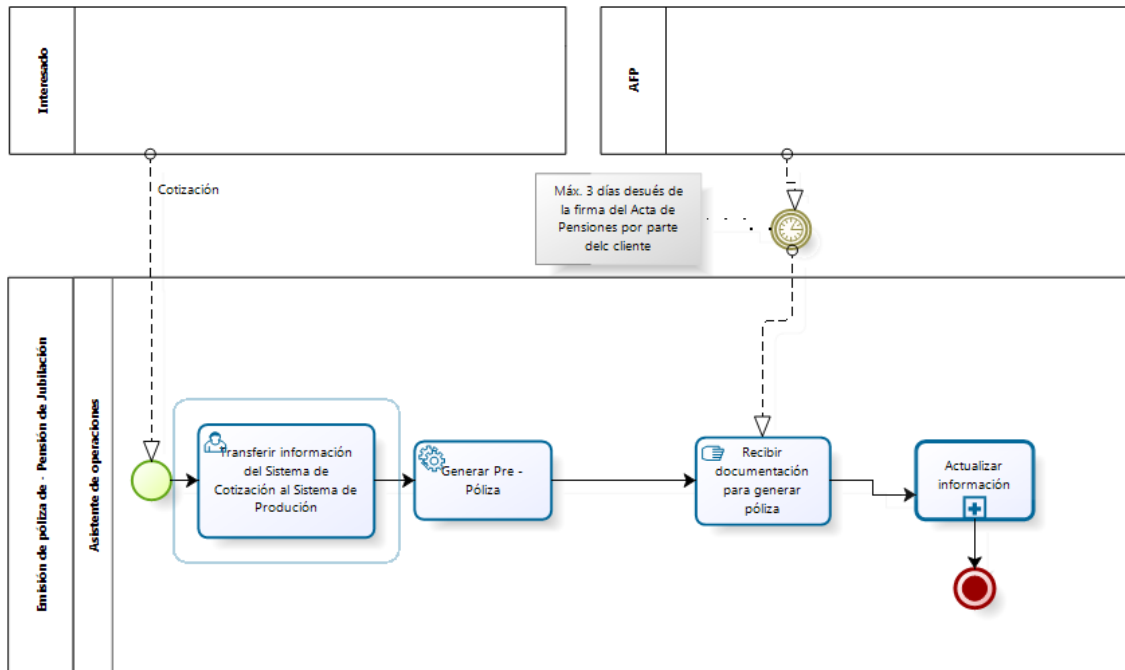 Interesado
AFP
Cotización
Máx. 3 días desués de
la firma del Acta de
Pensiones por parte
delc cliente
Emisión de póliza de - Pensión de Jubilación
Asistente de operaciones
Transferir información
del Sistema de
Cotización al Sistema de
Produción
Generar Pre -
Póliza
Recibir
documentación
para generar
póliza
Actualizar
información